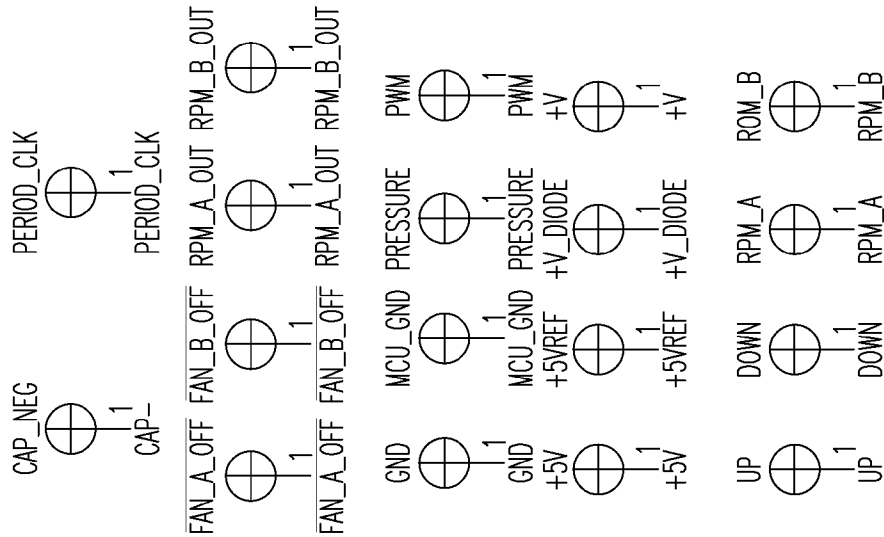 PERIOD_CLK
1
PERIOD_CLK
CAP_NEG
1
CAP-
RPM_B_OUT
1
RPM_B_OUT
RPM_A_OUT
1
RPM_A_OUT
FAN_B_OFF
1
FAN_B_OFF
FAN_A_OFF
1
FAN_A_OFF
PWM
1
PWM
PRESSURE
1
PRESSURE
MCU_GND
1
MCU_GND
GND
1
GND
+V
1
+V
+V_DIODE
1
+V_DIODE
+5VREF
1
+5VREF
+5V
1
+5V
ROM_B
1
RPM_B
RPM_A
1
RPM_A
DOWN
1
DOWN
UP
1
UP